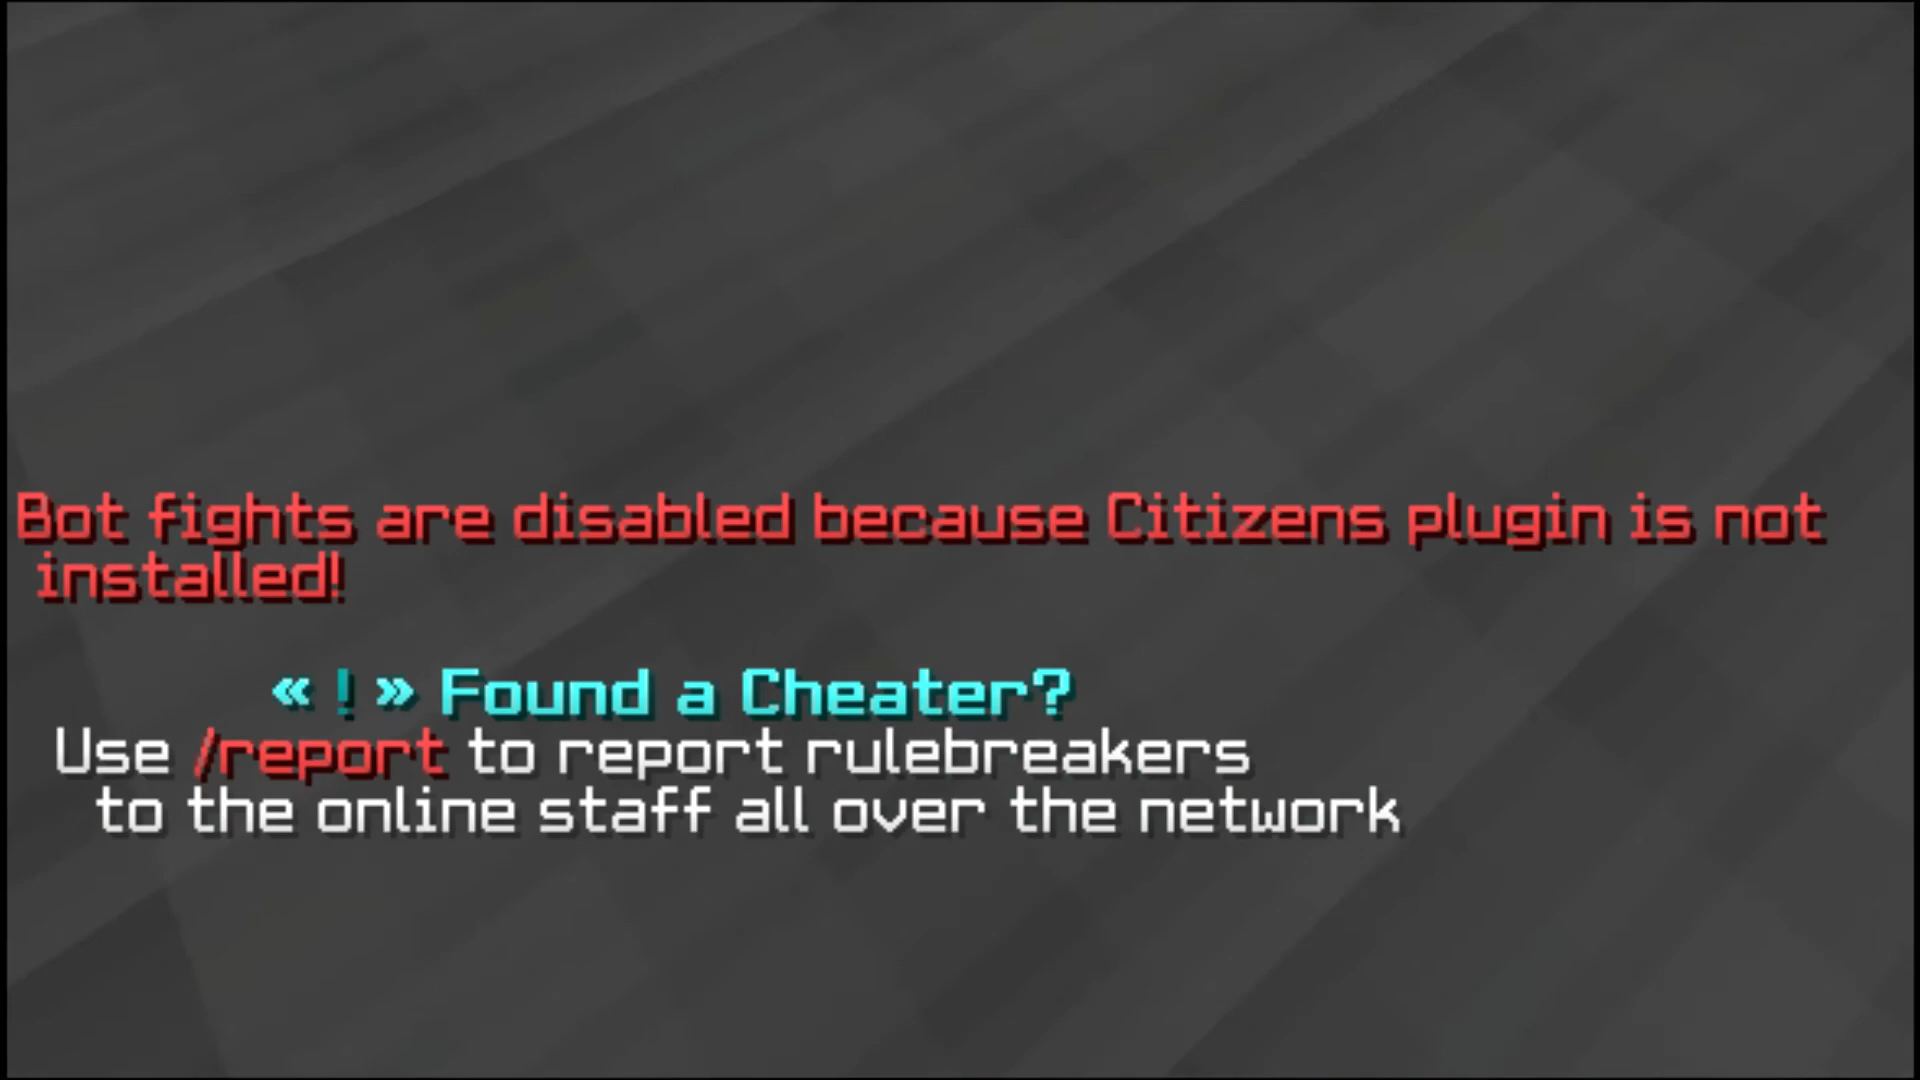 Bot fights are disabled because Citizens plugin is not
installed!
« ! » Found a Cheater?
Use /report to report rulebreakers
to the online staff all over the network